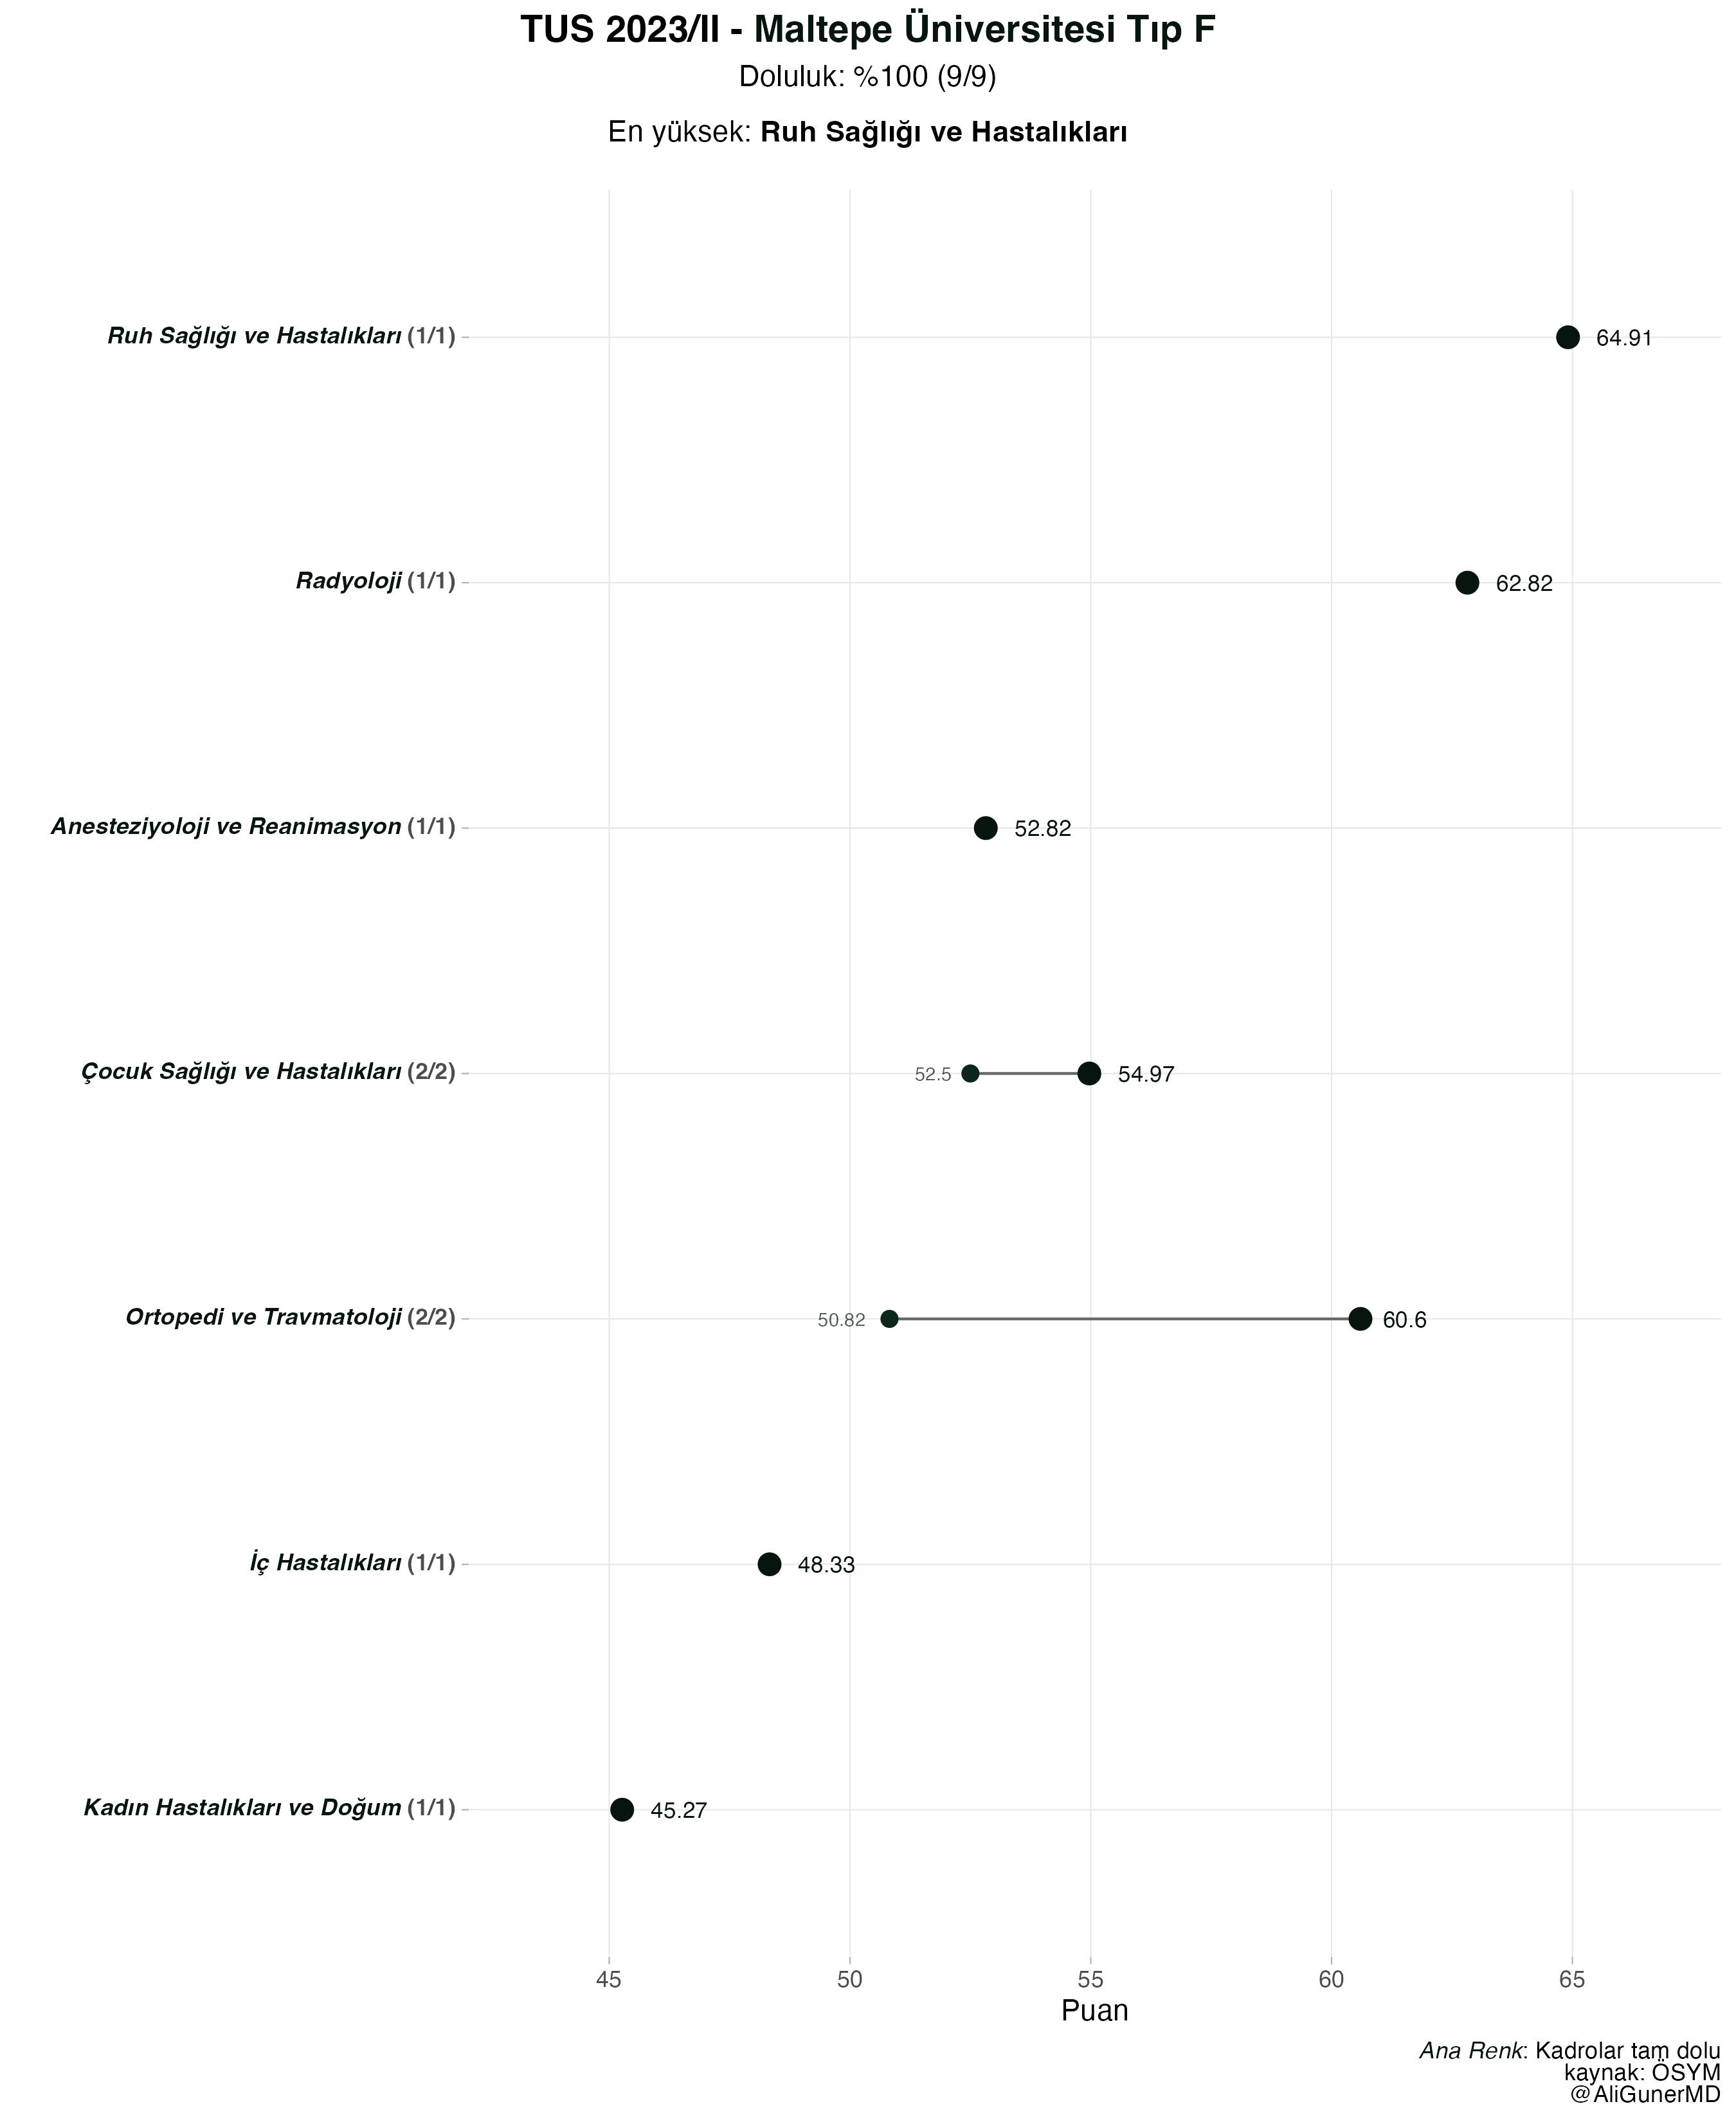 TUS 2023/II - Maltepe Üniversitesi Tıp F
Doluluk: %100 (9/9)
En yüksek: Ruh Sağlığı ve Hastalıkları
Ruh Sağlığı ve Hastalıkları (1/1)
64.91
Radyoloji (1/1)
62.82
Anesteziyoloji ve Reanimasyon (1/1)
52.82
Çocuk Sağlığı ve Hastalıkları (2/2)
52.5
54.97
Ortopedi ve Travmatoloji (2/2)
50.82
60.6
İç Hastalıkları (1/1)
48.33
Kadın Hastalıkları ve Doğum (1/1)
45.27
45
50
55
60
65
Puan
Ana Renk: Kadrolar tam dolu
kaynak: ÖSYM
@AliGunerMD